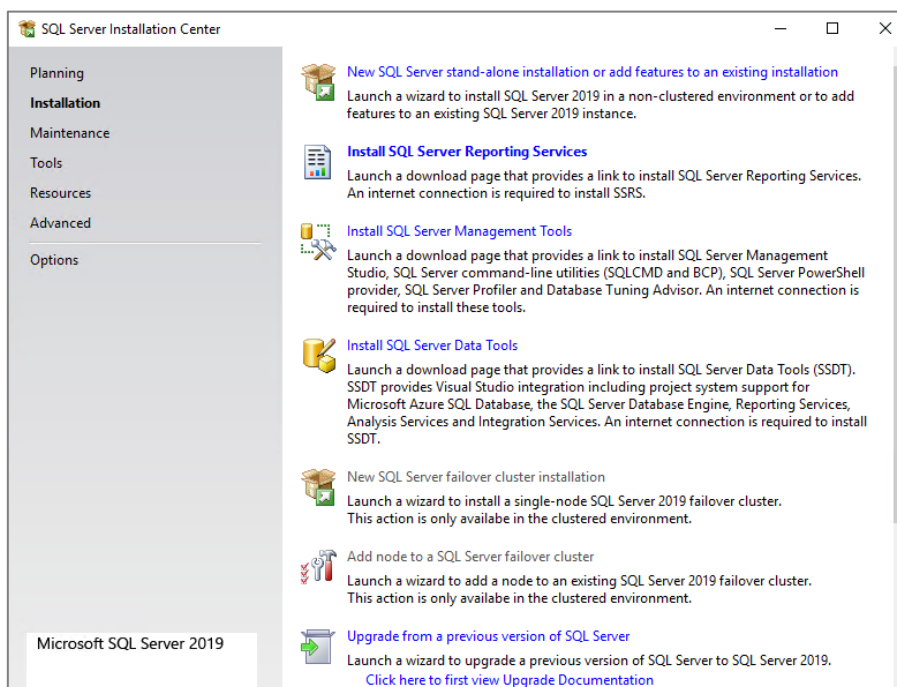 SQL Server Installation Center
Planning
Installation
Maintenance
Tools
Resources
Advanced
Options
Microsoft SQL Server 2019
New SQL Server stand-alone installation or add features to an existing installation
Launch a wizard to install SQL Server 2019 in a non-clustered environment or to add
features to an existing SQL Server 2019 instance.
Install SQL Server Reporting Services
Launch a download page that provides a link to install SQL Server Reporting Services.
An internet connection is required to install SSRS.
Install SQL Server Management Tools
Launch a download page that provides a link to install SQL Server Management
Studio, SQL Server command-line utilities (SQLCMD and BCP), SQL Server PowerShell
provider, SQL Server Profiler and Database Tuning Advisor. An internet connection is
required to install these tools.
Install SQL Server Data Tools
Launch a download page that provides a link to install SQL Server Data Tools (SSDT).
SSDT provides Visual Studio integration including project system support for
Microsoft Azure SQL Database, the SQL Server Database Engine, Reporting Services,
Analysis Services and Integration Services. An internet connection is required to install
SSDT.
New SQL Server failover cluster installation
Launch a wizard to install a single-node SQL Server 2019 failover cluster.
This action is only availabe in the clustered environment.
Add node to a SQL Server failover cluster
Launch a wizard to add a node to an existing SQL Server 2019 failover cluster.
This action is only availabe in the clustered environment.
Upgrade from a previous version of SQL Server
Launch a wizard to upgrade a previous version of SQL Server to SQL Server 2019.
Click here to first view Upgrade Documentation